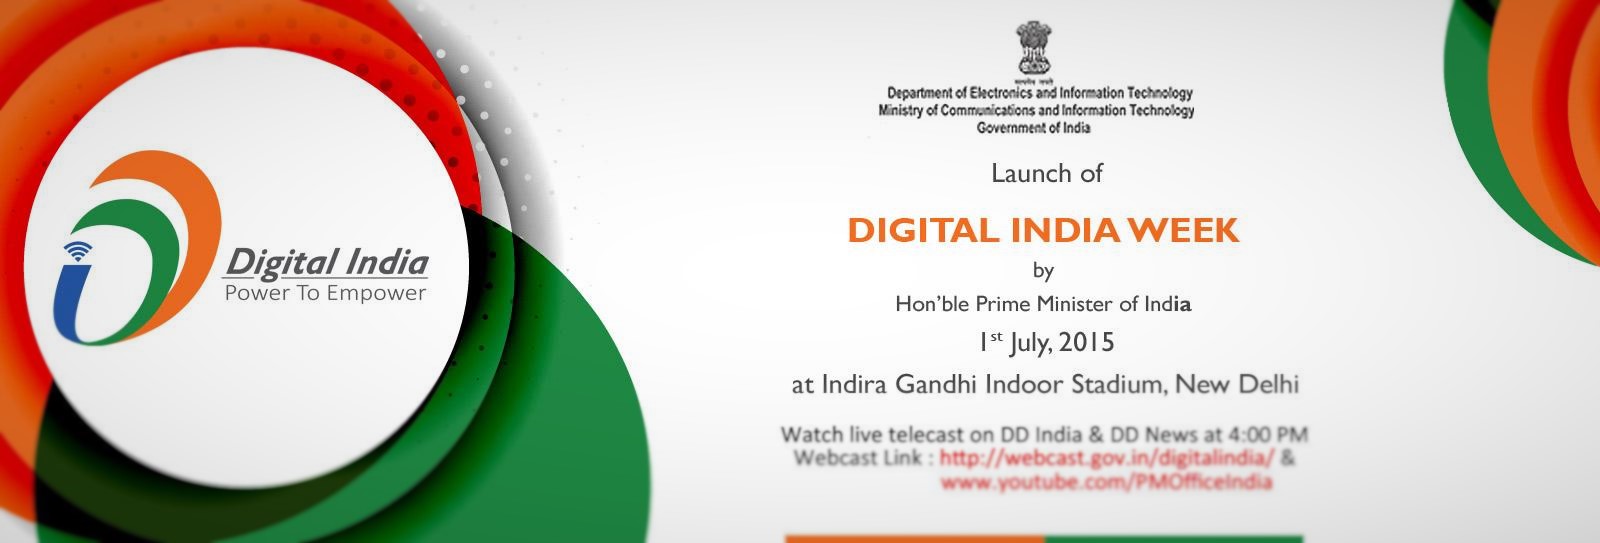 Digital India
Power To Empower
सत्यमेव जयते
Department of Electronics and Information Technology
Ministry of Communications and Information Technology
Government of India
Launch of
DIGITAL INDIA WEEK
by
Hon'ble Prime Minister of India
1st July, 2015
at Indira Gandhi Indoor Stadium, New Delhi
Watch live telecast on DD India & DD News at 4:00 PM
Webcast Link : http://webcast.gov.in/digitalindia/ &
www.youtube.com/PMOfficeIndia